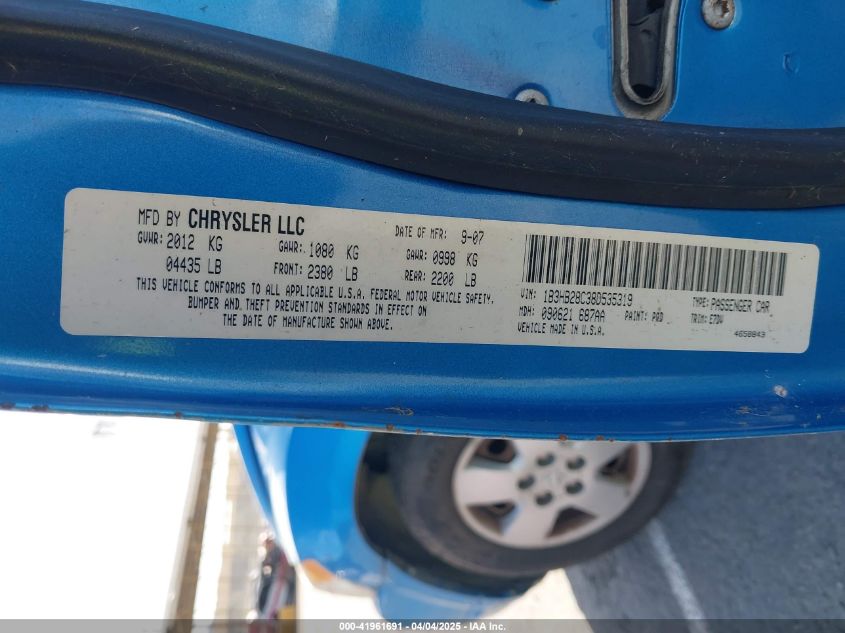 MFD BY CHRYSLER LLC DATE OF MFR: 9-07
GVWR: 2012 KG GAWR: 1080 KG GAWR: 0998 KG
04435 LB FRONT: 2380 LB REAR: 2200 LB
THIS VEHICLE CONFORMS TO ALL APPLICABLE U.S.A. FEDERAL MOTOR VEHICLE SAFETY,
BUMPER AND THEFT PREVENTION STANDARDS IN EFFECT ON
THE DATE OF MANUFACTURE SHOWN ABOVE.
VIN: 1B3HB28C38D535319 TYPE: PASSENGER CAR
MDH: 090621 687AA PAINT: PRD TRIM: E7DV
VEHICLE MADE IN U.S.A. 4658843
000-41961691 - 04/04/2025 - IAA Inc.